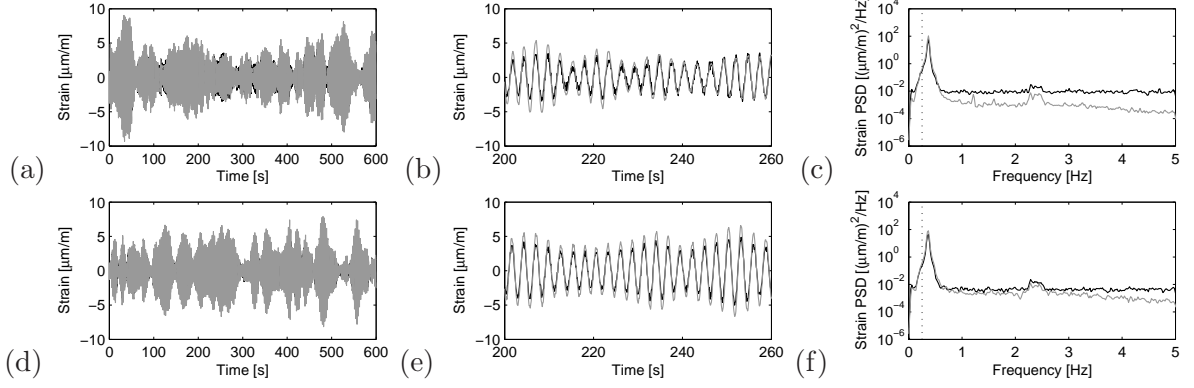 10
5
0
−5
−10
Strain [μm/m]
0 100 200 300 400 500 600
Time [s]
(a)
10
5
0
−5
−10
Strain [μm/m]
200 220 240 260
Time [s]
(b)
10^4
10^2
10^0
10^−2
10^−4
10^−6
Strain PSD [(μm/m)^2/Hz]
0 1 2 3 4 5
Frequency [Hz]
(c)
10
5
0
−5
−10
Strain [μm/m]
0 100 200 300 400 500 600
Time [s]
(d)
10
5
0
−5
−10
Strain [μm/m]
200 220 240 260
Time [s]
(e)
10^4
10^2
10^0
10^−2
10^−4
10^−6
Strain PSD [(μm/m)^2/Hz]
0 1 2 3 4 5
Frequency [Hz]
(f)